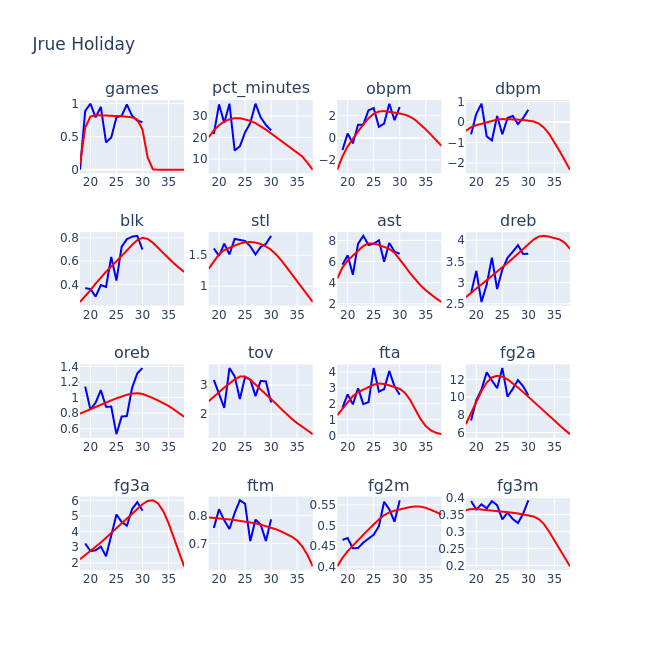 Jrue Holiday
games pct_minutes obpm dbpm
1 0.5 0 20 25 30 35
30 20 10 20 25 30 35
2 0 −2 20 25 30 35
1 0 −1 −2 20 25 30 35
blk stl ast dreb
0.8 0.6 0.4 20 25 30 35
1.5 1 20 25 30 35
8 6 4 2 20 25 30 35
4 3.5 3 2.5 20 25 30 35
oreb tov fta fg2a
1.4 1.2 1 0.8 0.6 20 25 30 35
3 2 20 25 30 35
4 3 2 1 0 20 25 30 35
12 10 8 6 20 25 30 35
fg3a ftm fg2m fg3m
6 5 4 3 2 20 25 30 35
0.8 0.7 20 25 30 35
0.55 0.5 0.45 0.4 20 25 30 35
0.4 0.35 0.3 0.25 0.2 20 25 30 35